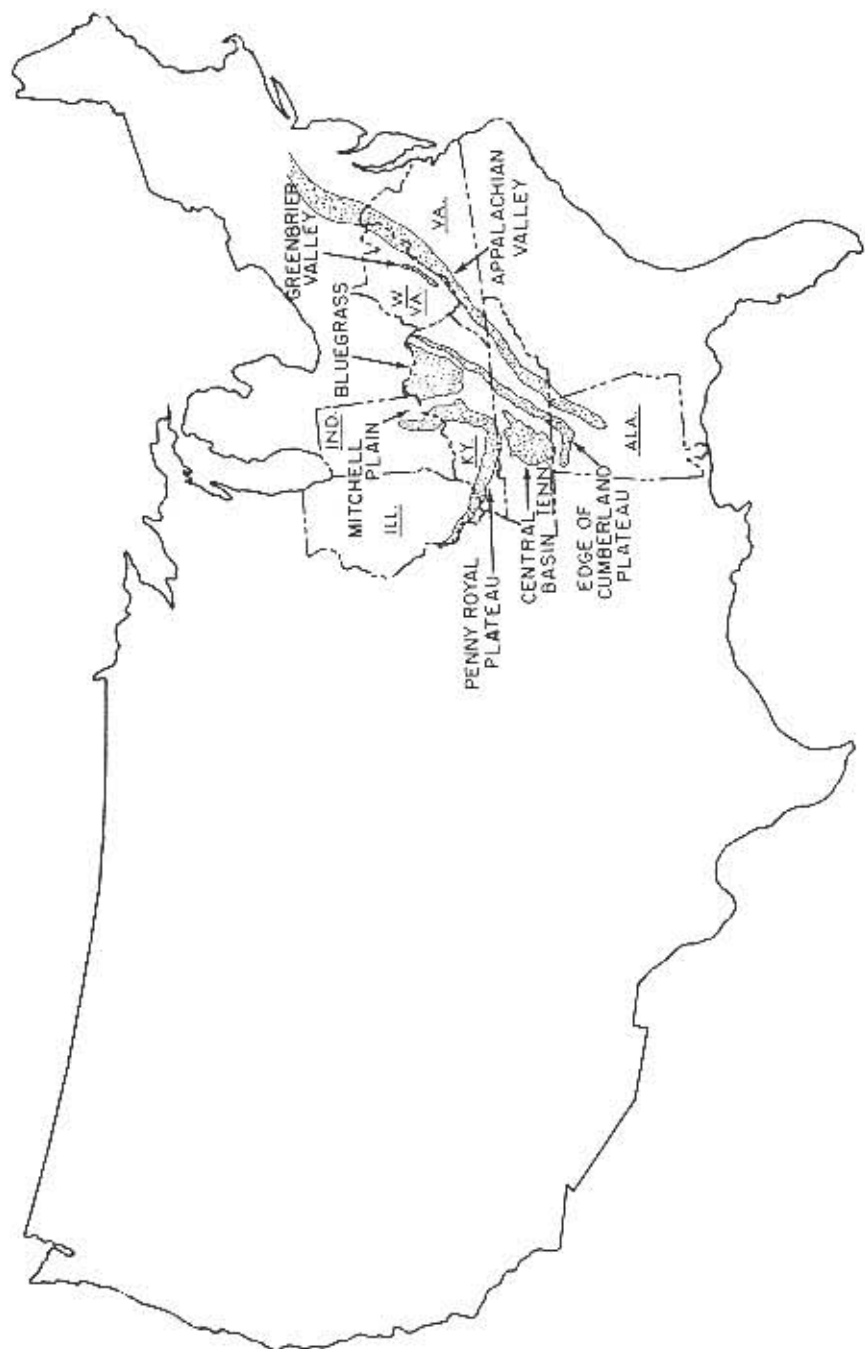 GREENBRIER
VALLEY
BLUEGRASS
IND.
MITCHELL
PLAIN
ILL.
W
VA.
VA.
KY.
APPALACHIAN
VALLEY
PENNY ROYAL
PLATEAU
CENTRAL
BASIN
TENN
EDGE OF
CUMBERLAND
PLATEAU
ALA.